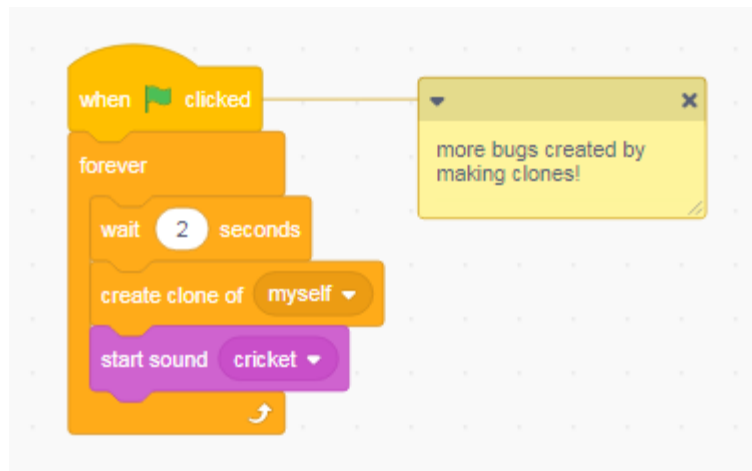 when clicked
forever
wait 2 seconds
create clone of myself
start sound cricket
more bugs created by
making clones!